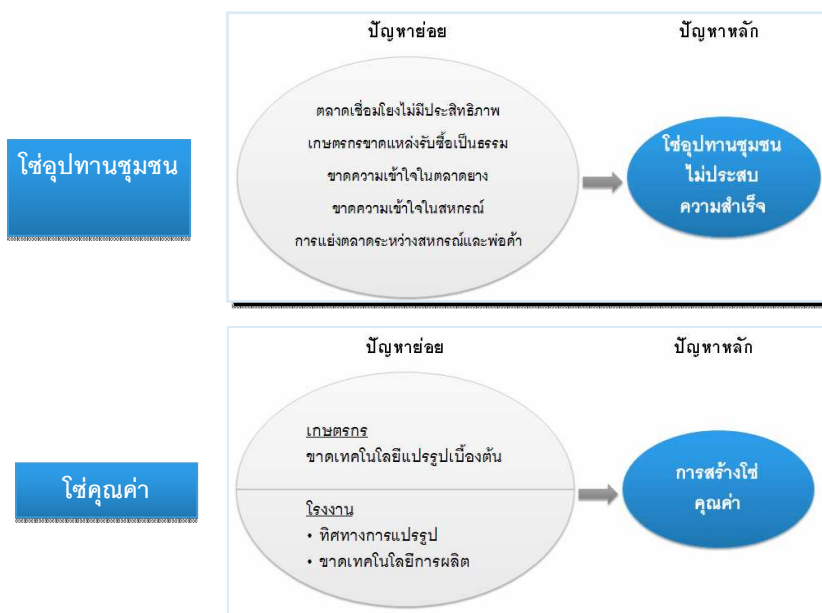 ปัญหาย่อย
ปัญหาหลัก
โซ่อุปทานชุมชน
ตลาดเชื่อมโยงไม่มีประสิทธิภาพ
เกษตรกรขาดแหล่งรับซื้อเป็นธรรม
ขาดความเข้าใจในตลาดยาง
ขาดความเข้าใจในสหกรณ์
การแย่งตลาดระหว่างสหกรณ์และพ่อค้า
โซ่อุปทานชุมชน
ไม่ประสบ
ความสำเร็จ
ปัญหาย่อย
ปัญหาหลัก
โซ่คุณค่า
เกษตรกร
ขาดเทคโนโลยีแปรรูปเบื้องต้น
โรงงาน
• ทิศทางการแปรรูป
• ขาดเทคโนโลยีการผลิต
การสร้างโซ่
คุณค่า